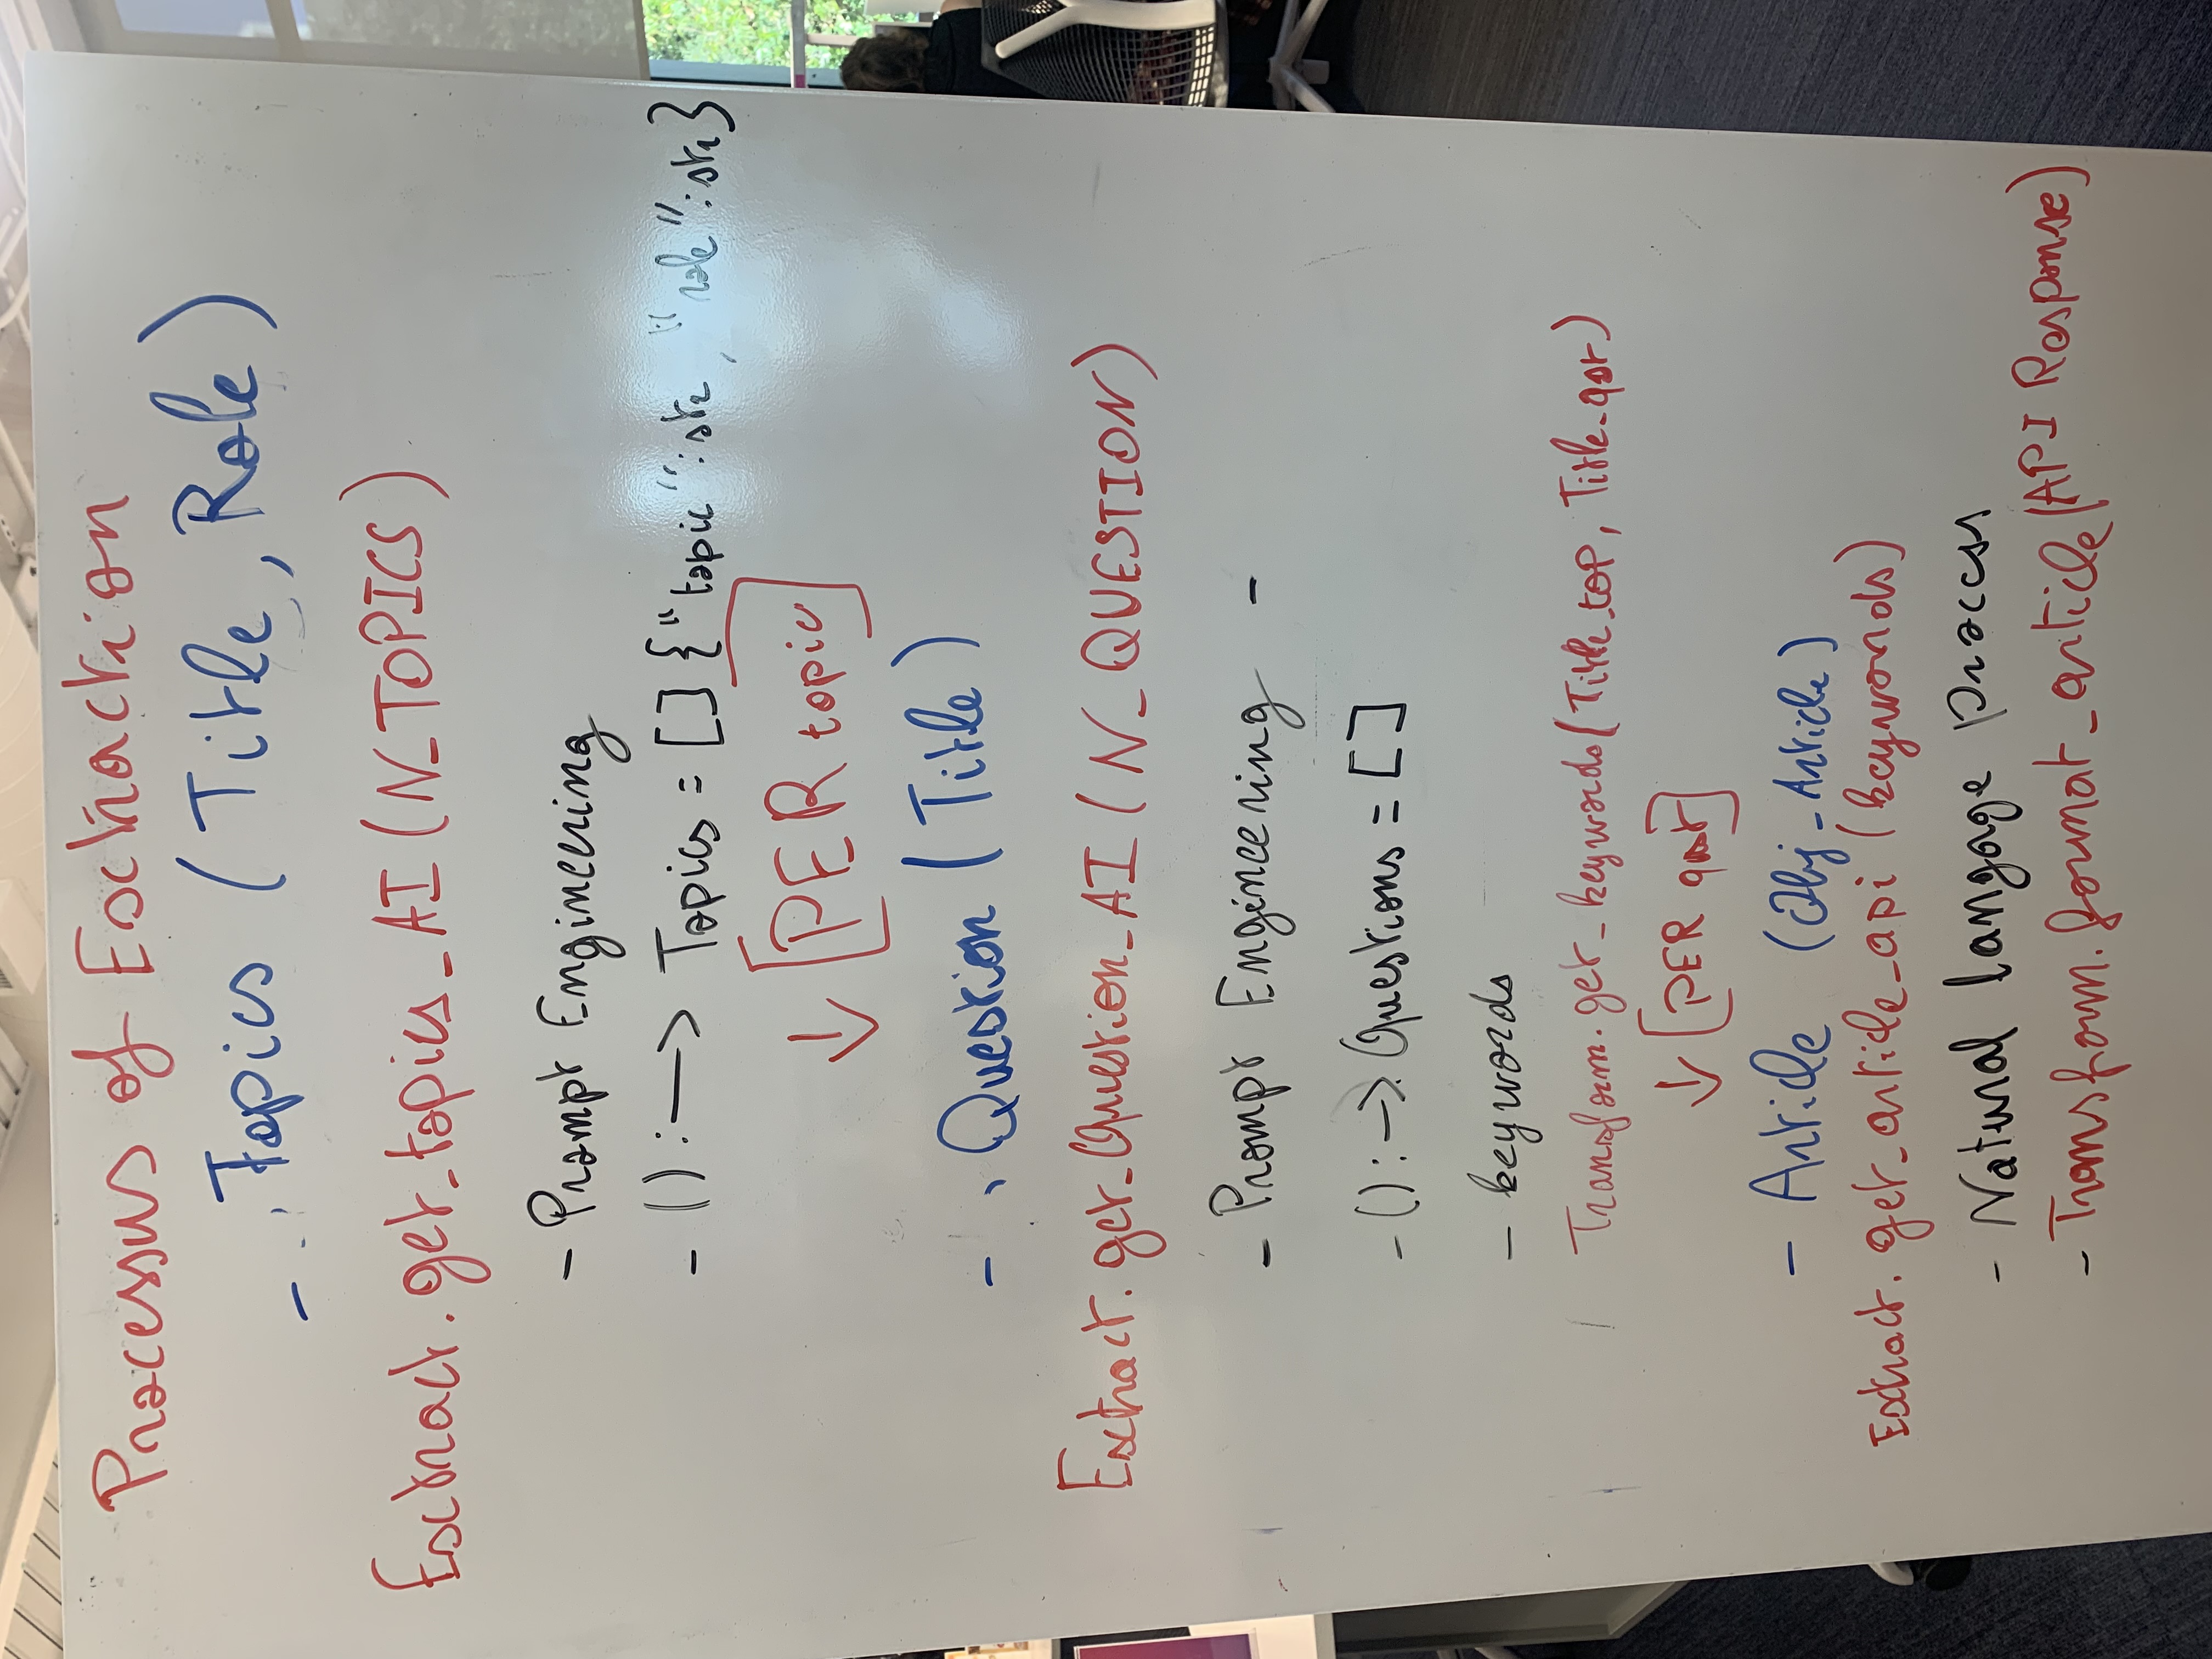 Processus of Extraction
- Topics (Title, Role)
Extract.get_topics_AI (N_TOPICS)
- Prompt Engineering
- () :—> Topics = [] {"topic":str, "role":str}
↓ [PER topic]
- Question (Title)
Extract.get_Question_AI (N_QUESTION)
- Prompt Engineering -
- () :—> Questions = []
- keywords
Transform.get_keywords(Title_top, Title_qst)
↓ [PER qst]
- Article (Obj_Article)
Extract.get_article_api (keywords)
- Natural langage process
- Transform.format_article(API Response)